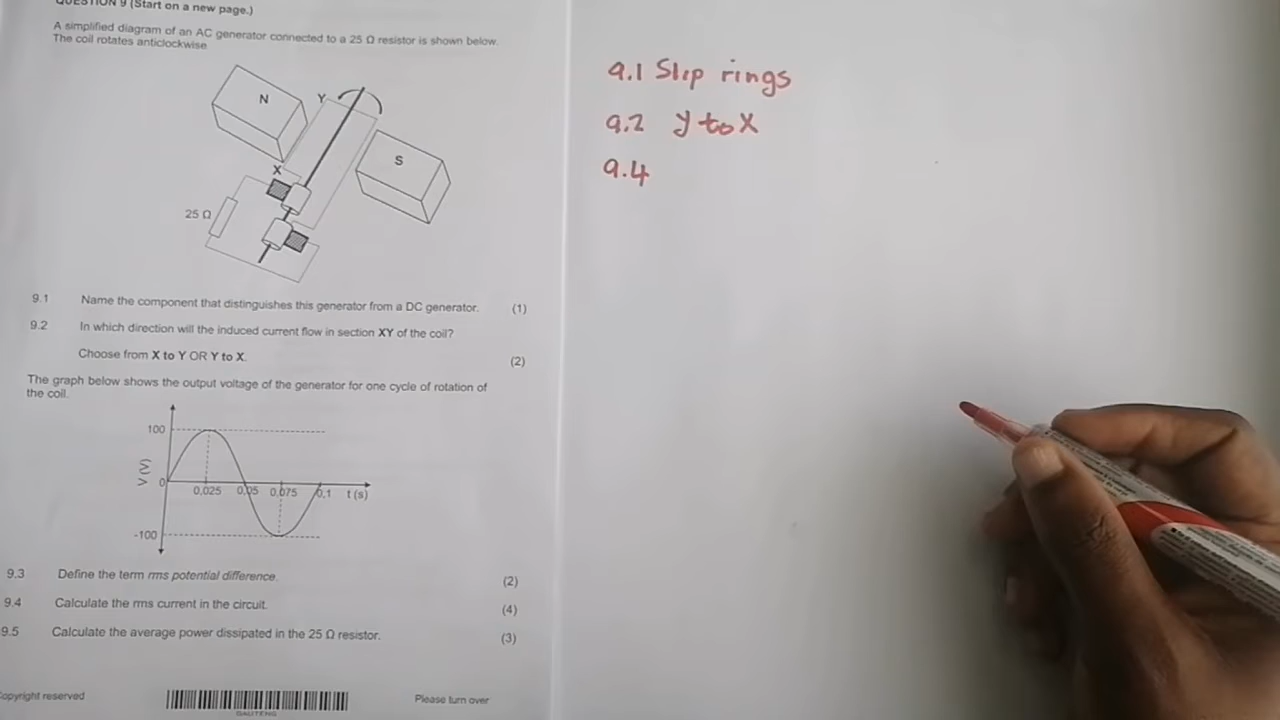 QUESTION 9 (Start on a new page.)
A simplified diagram of an AC generator connected to a 25 Ω resistor is shown below.
The coil rotates anticlockwise
N
Y
S
X
25 Ω
9.1 Name the component that distinguishes this generator from a DC generator. (1)
9.2 In which direction will the induced current flow in section XY of the coil?
Choose from X to Y OR Y to X. (2)
The graph below shows the output voltage of the generator for one cycle of rotation of
the coil.
100
V (V)
0
0,025 0,05 0,075 0,1 t (s)
-100
9.3 Define the term rms potential difference. (2)
9.4 Calculate the rms current in the circuit. (4)
9.5 Calculate the average power dissipated in the 25 Ω resistor. (3)
opyright reserved
GAUTENG
Please turn over
9.1 Slip rings
9.2 Y to X
9.4